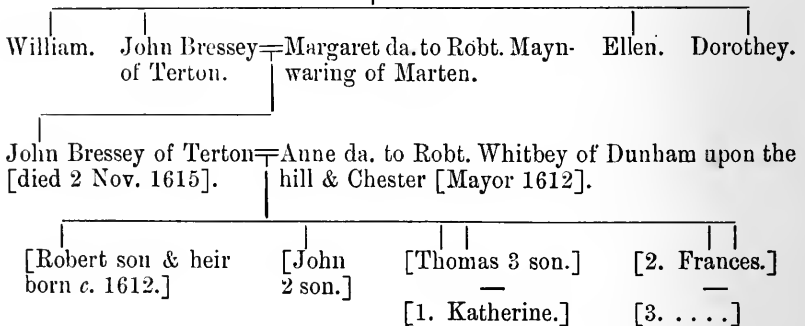 William. John Bressey Margaret da. to Robt. Mayn- Ellen. Dorothey.
of Terton. waring of Marten.
John Bressey of Terton Anne da. to Robt. Whitbey of Dunham upon the
[died 2 Nov. 1615]. hill & Chester [Mayor 1612].
[Robert son & heir [John [Thomas 3 son.] [2. Frances.]
born c. 1612.] 2 son.]
[1. Katherine.] [3. . . . .]